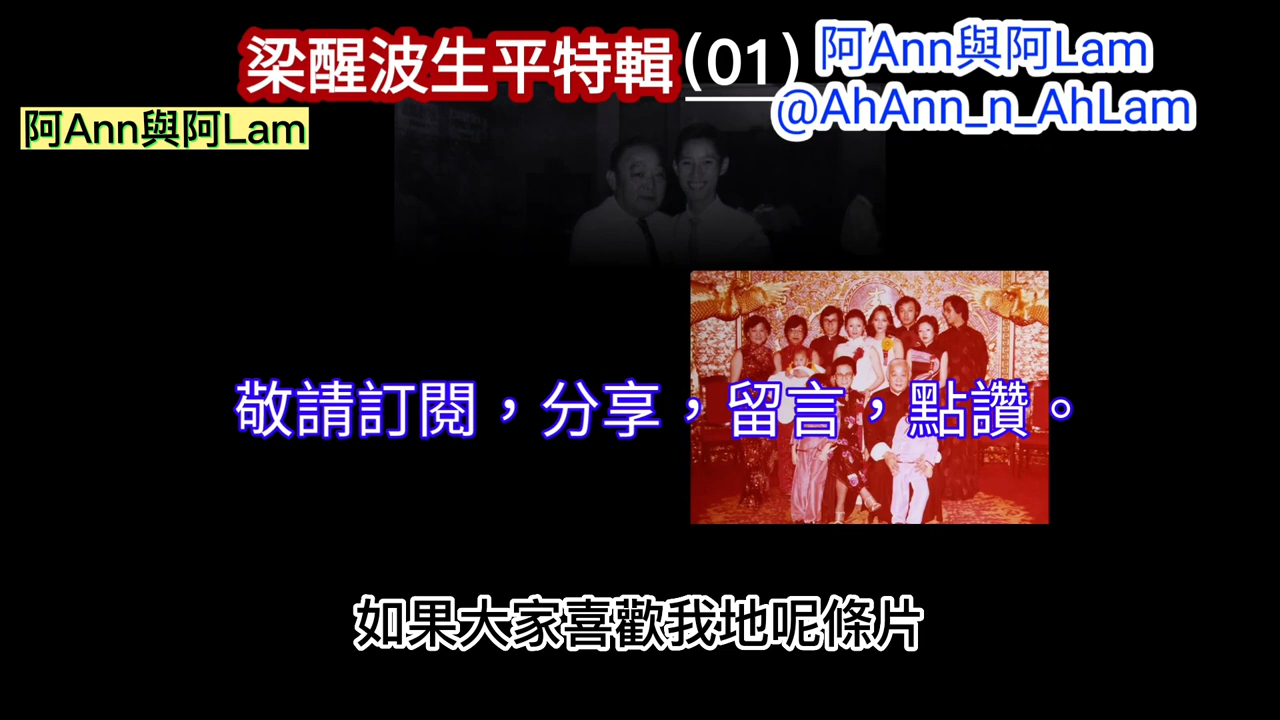 梁醒波生平特輯(01)
阿Ann與阿Lam
@AhAnn_n_AhLam
阿Ann與阿Lam
敬請訂閱，分享，留言，點讚。
如果大家喜歡我地呢條片